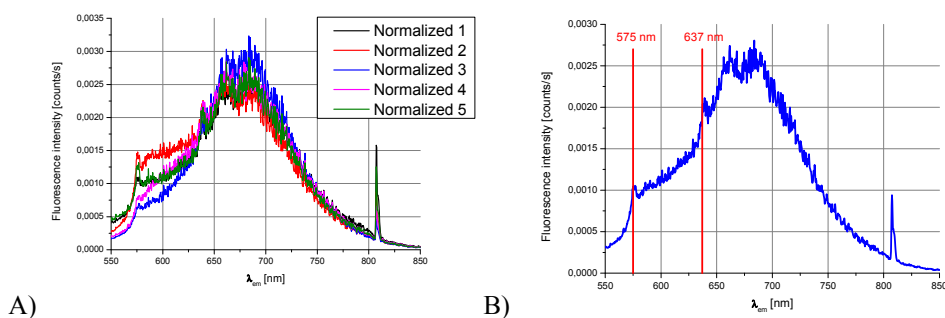 Normalized 1
Normalized 2
Normalized 3
Normalized 4
Normalized 5
0,0035
0,0030
0,0025
0,0020
0,0015
0,0010
0,0005
0,0000
Fluorescence intensity [counts/s]
550 600 650 700 750 800 850
λem [nm]
A)
575 nm 637 nm
0,0030
0,0025
0,0020
0,0015
0,0010
0,0005
0,0000
Fluorescence intensity [counts/s]
550 600 650 700 750 800 850
λem [nm]
B)